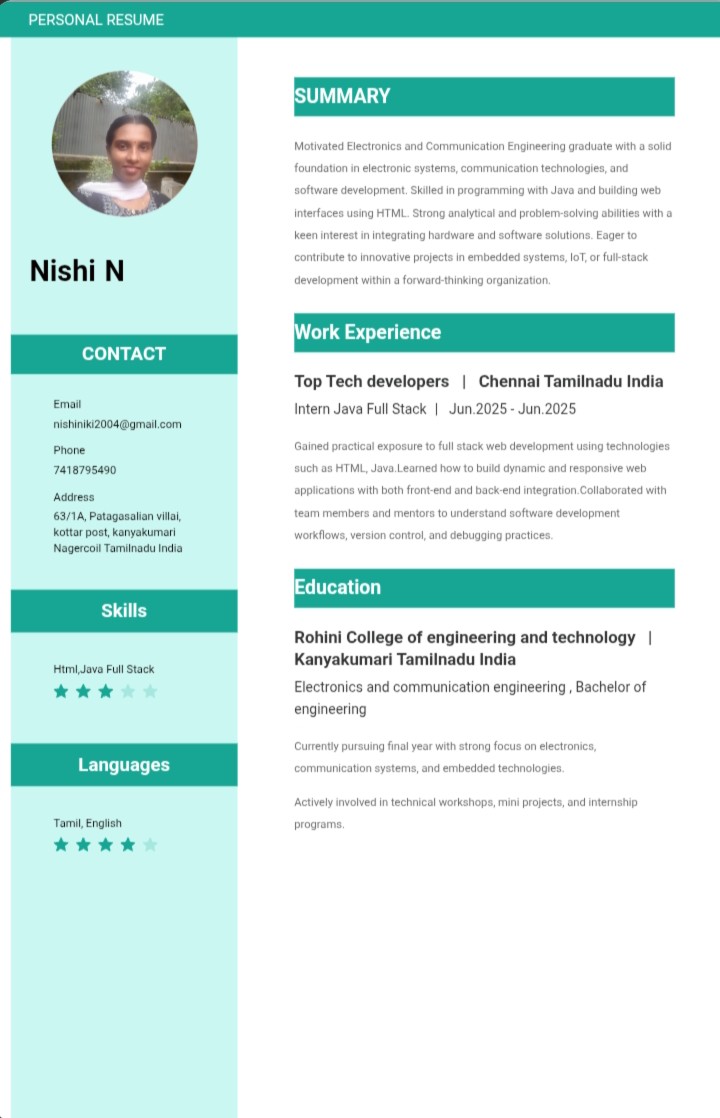 PERSONAL RESUME
Nishi N
CONTACT
Email
nishiniki2004@gmail.com
Phone
7418795490
Address
63/1A, Patagasalian villai,
kottar post, kanyakumari
Nagercoil Tamilnadu India
Skills
Html,Java Full Stack
Languages
Tamil, English
SUMMARY
Motivated Electronics and Communication Engineering graduate with a solid
foundation in electronic systems, communication technologies, and
software development. Skilled in programming with Java and building web
interfaces using HTML. Strong analytical and problem-solving abilities with a
keen interest in integrating hardware and software solutions. Eager to
contribute to innovative projects in embedded systems, IoT, or full-stack
development within a forward-thinking organization.
Work Experience
Top Tech developers | Chennai Tamilnadu India
Intern Java Full Stack | Jun.2025 - Jun.2025
Gained practical exposure to full stack web development using technologies
such as HTML, Java.Learned how to build dynamic and responsive web
applications with both front-end and back-end integration.Collaborated with
team members and mentors to understand software development
workflows, version control, and debugging practices.
Education
Rohini College of engineering and technology |
Kanyakumari Tamilnadu India
Electronics and communication engineering , Bachelor of
engineering
Currently pursuing final year with strong focus on electronics,
communication systems, and embedded technologies.
Actively involved in technical workshops, mini projects, and internship
programs.